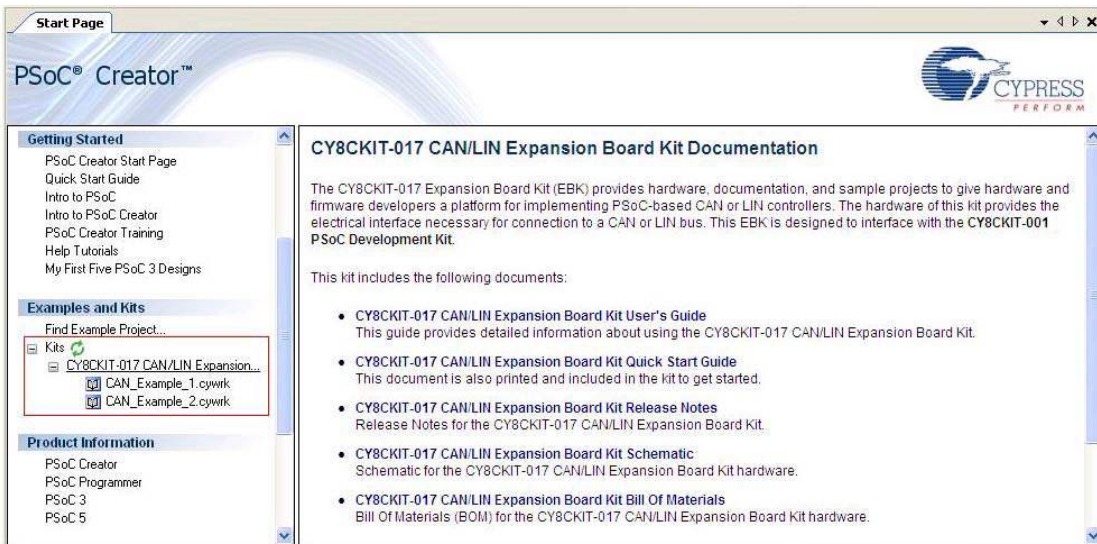 Start Page
PSoC® Creator™
CYPRESS
PERFORM
Getting Started
PSoC Creator Start Page
Quick Start Guide
Intro to PSoC
Intro to PSoC Creator
PSoC Creator Training
Help Tutorials
My First Five PSoC 3 Designs
Examples and Kits
Find Example Project...
Kits
CY8CKIT-017 CAN/LIN Expansion...
CAN_Example_1.cywrk
CAN_Example_2.cywrk
Product Information
PSoC Creator
PSoC Programmer
PSoC 3
PSoC 5
CY8CKIT-017 CAN/LIN Expansion Board Kit Documentation
The CY8CKIT-017 Expansion Board Kit (EBK) provides hardware, documentation, and sample projects to give hardware and
firmware developers a platform for implementing PSoC-based CAN or LIN controllers. The hardware of this kit provides the
electrical interface necessary for connection to a CAN or LIN bus. This EBK is designed to interface with the CY8CKIT-001
PSoC Development Kit.
This kit includes the following documents:
• CY8CKIT-017 CAN/LIN Expansion Board Kit User's Guide
This guide provides detailed information about using the CY8CKIT-017 CAN/LIN Expansion Board Kit.
• CY8CKIT-017 CAN/LIN Expansion Board Kit Quick Start Guide
This document is also printed and included in the kit to get started.
• CY8CKIT-017 CAN/LIN Expansion Board Kit Release Notes
Release Notes for the CY8CKIT-017 CAN/LIN Expansion Board Kit.
• CY8CKIT-017 CAN/LIN Expansion Board Kit Schematic
Schematic for the CY8CKIT-017 CAN/LIN Expansion Board Kit hardware.
• CY8CKIT-017 CAN/LIN Expansion Board Kit Bill Of Materials
Bill Of Materials (BOM) for the CY8CKIT-017 CAN/LIN Expansion Board Kit hardware.